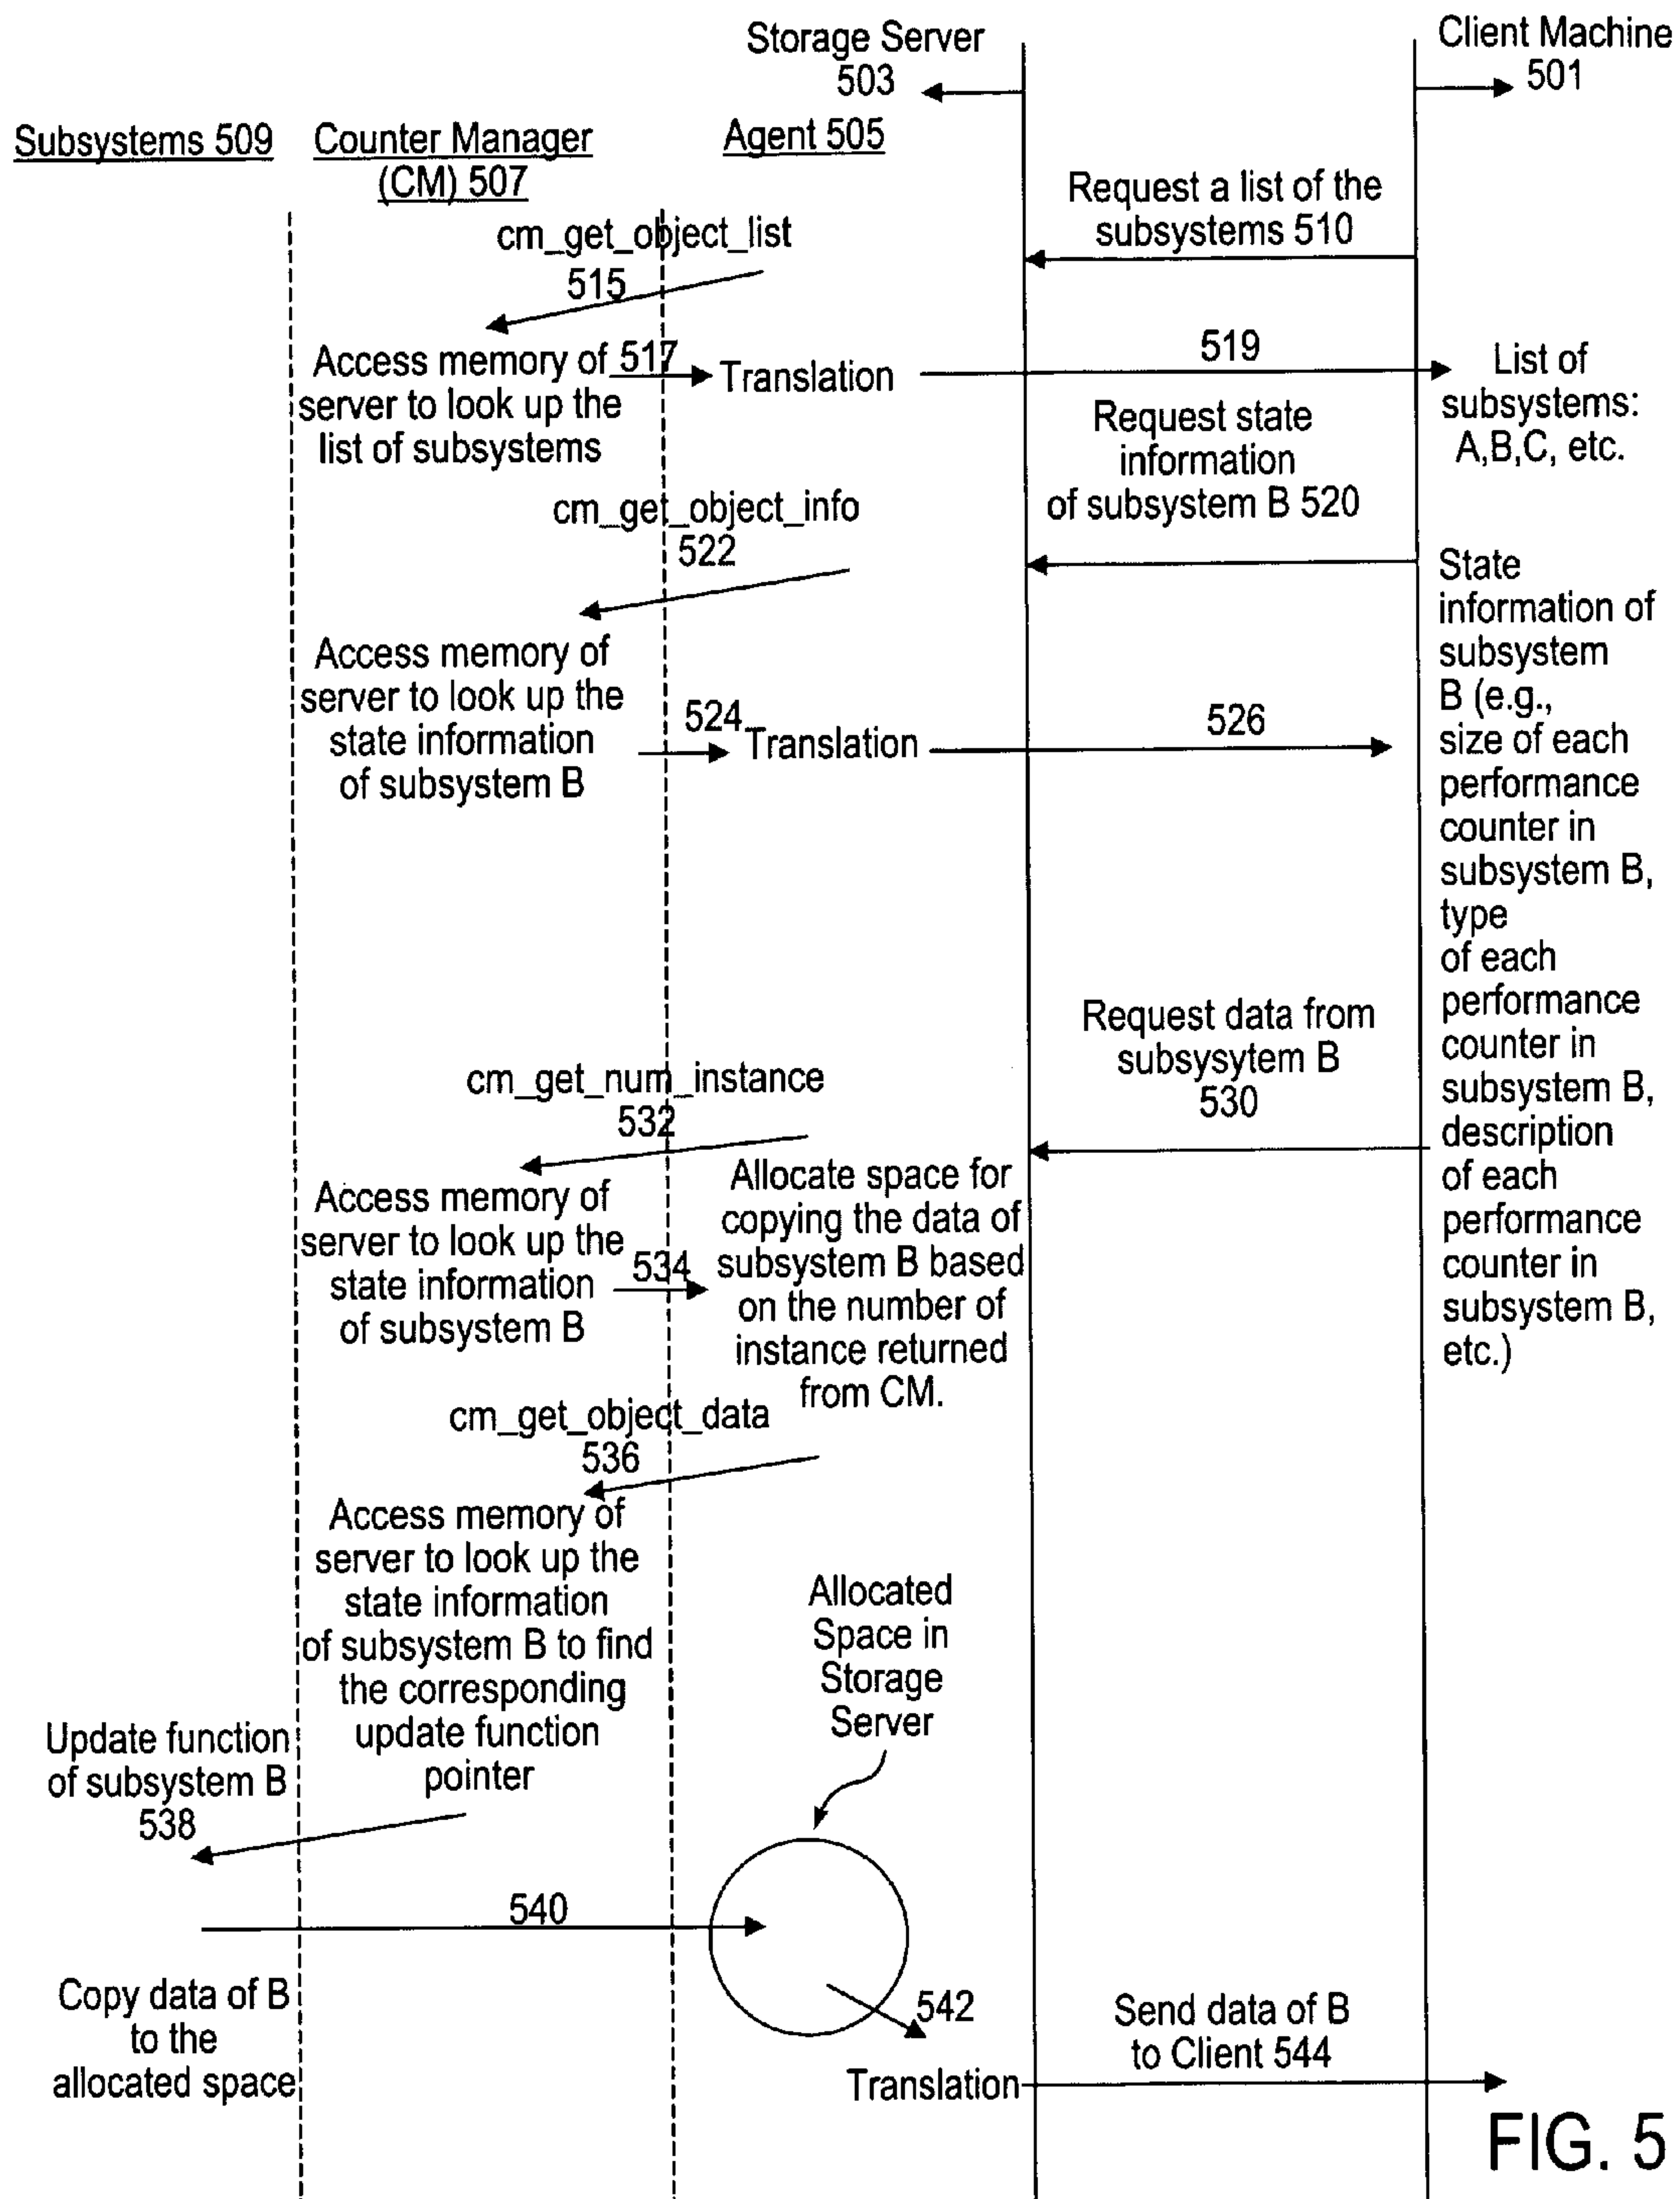 Storage Server
503
Client Machine
501
Subsystems 509
Counter Manager
(CM) 507
Agent 505
Request a list of the
subsystems 510
cm_get_object_list
515
Access memory of
server to look up the
list of subsystems
517
Translation
519
List of
subsystems:
A,B,C, etc.
Request state
information
of subsystem B 520
cm_get_object_info
522
Access memory of
server to look up the
state information
of subsystem B
524
Translation
526
State
information of
subsystem
B (e.g.,
size of each
performance
counter in
subsystem B,
type
of each
performance
counter in
subsystem B,
description
of each
performance
counter in
subsystem B,
etc.)
Request data from
subsysytem B
530
cm_get_num_instance
532
Access memory of
server to look up the
state information
of subsystem B
534
Allocate space for
copying the data of
subsystem B based
on the number of
instance returned
from CM.
cm_get_object_data
536
Access memory of
server to look up the
state information
of subsystem B to find
the corresponding
update function
pointer
Allocated
Space in
Storage
Server
Update function
of subsystem B
538
540
Copy data of B
to the
allocated space
542
Translation
Send data of B
to Client 544
FIG. 5